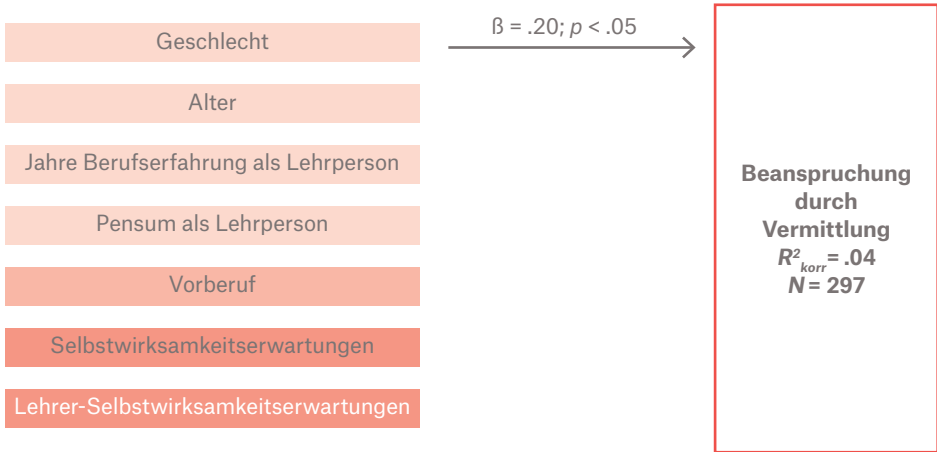 Geschlecht
ß = .20; p < .05
Alter
Jahre Berufserfahrung als Lehrperson
Pensum als Lehrperson
Vorberuf
Selbstwirksamkeitserwartungen
Lehrer-Selbstwirksamkeitserwartungen
Beanspruchung
durch
Vermittlung
R²korr = .04
N = 297